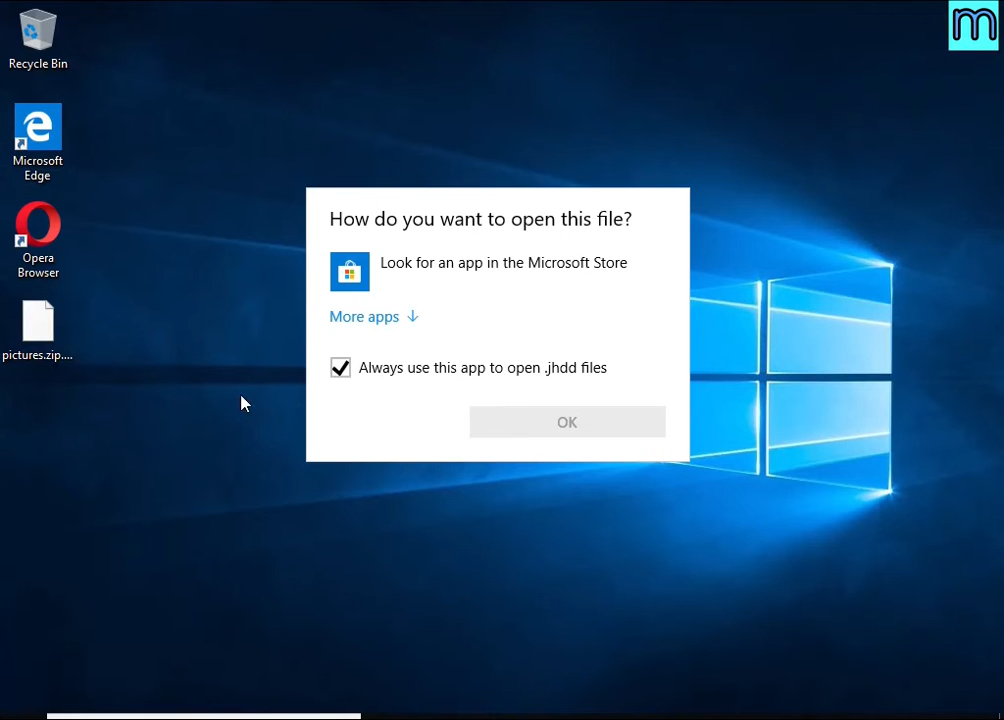 m
Recycle Bin
Microsoft
Edge
Opera
Browser
pictures.zip....
How do you want to open this file?
Look for an app in the Microsoft Store
More apps
Always use this app to open .jhdd files
OK